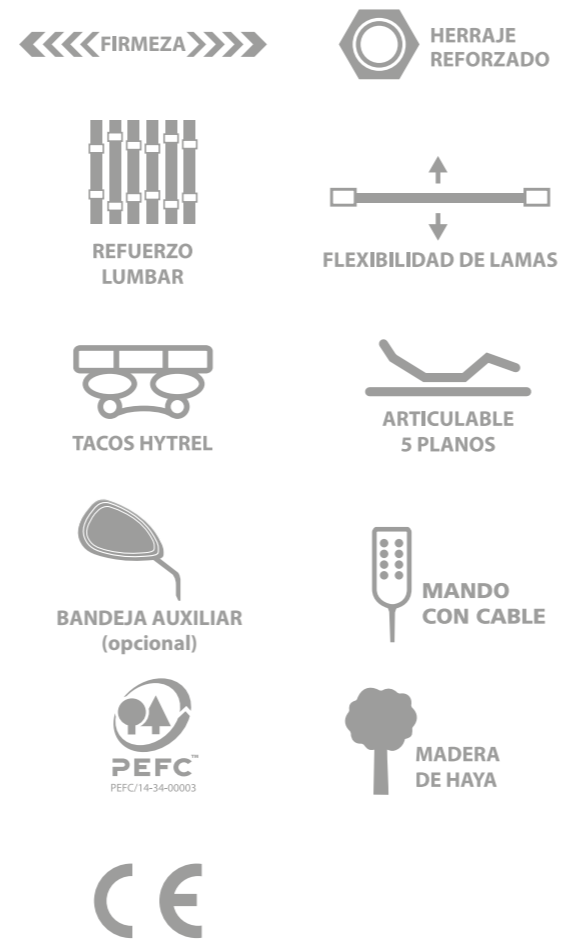 FIRMEZA
HERRAJE
REFORZADO
REFUERZO
LUMBAR
FLEXIBILIDAD DE LAMAS
TACOS HYTREL
ARTICULABLE
5 PLANOS
BANDEJA AUXILIAR
(opcional)
MANDO
CON CABLE
PEFC™
PEFC/14-34-00003
MADERA
DE HAYA
CE